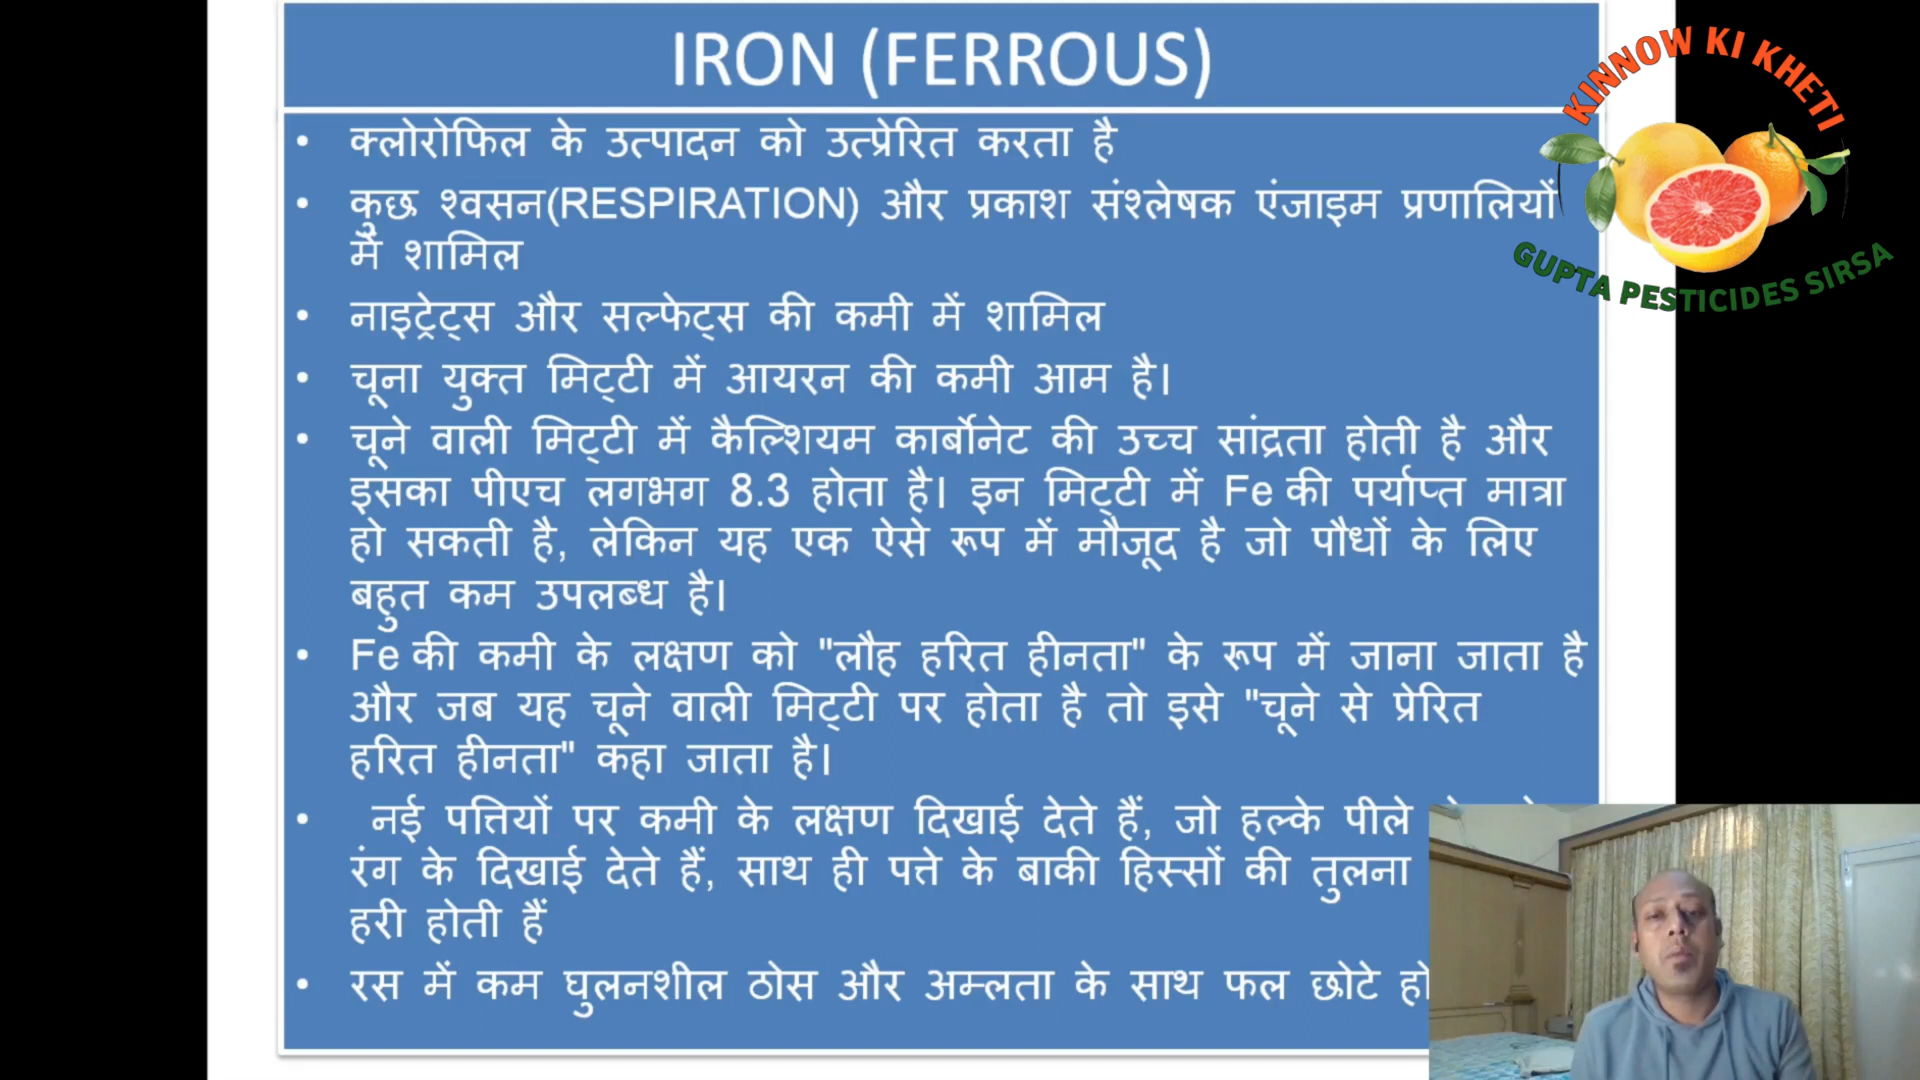 IRON (FERROUS)
• क्लोरोफिल के उत्पादन को उत्प्रेरित करता है
• कुछ श्वसन(RESPIRATION) और प्रकाश संश्लेषक एंजाइम प्रणालियों
में शामिल
• नाइट्रेट्स और सल्फेट्स की कमी में शामिल
• चूना युक्त मिट्टी में आयरन की कमी आम है।
• चूने वाली मिट्टी में कैल्शियम कार्बोनेट की उच्च सांद्रता होती है और
इसका पीएच लगभग 8.3 होता है। इन मिट्टी में Fe की पर्याप्त मात्रा
हो सकती है, लेकिन यह एक ऐसे रूप में मौजूद है जो पौधों के लिए
बहुत कम उपलब्ध है।
• Fe की कमी के लक्षण को "लौह हरित हीनता" के रूप में जाना जाता है
और जब यह चूने वाली मिट्टी पर होता है तो इसे "चूने से प्रेरित
हरित हीनता" कहा जाता है।
• नई पत्तियों पर कमी के लक्षण दिखाई देते हैं, जो हल्के पीले
रंग के दिखाई देते हैं, साथ ही पत्ते के बाकी हिस्सों की तुलना
हरी होती हैं
• रस में कम घुलनशील ठोस और अम्लता के साथ फल छोटे
KINNOW KI KHETI
GUPTA PESTICIDES SIRSA